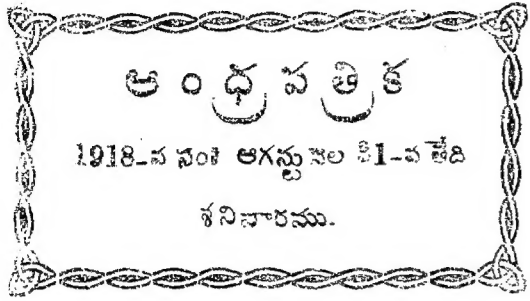 ఆంధ్రపత్రిక
1918-వ సం॥ ఆగస్టు నెల 31-వ తేది
శనివారము.